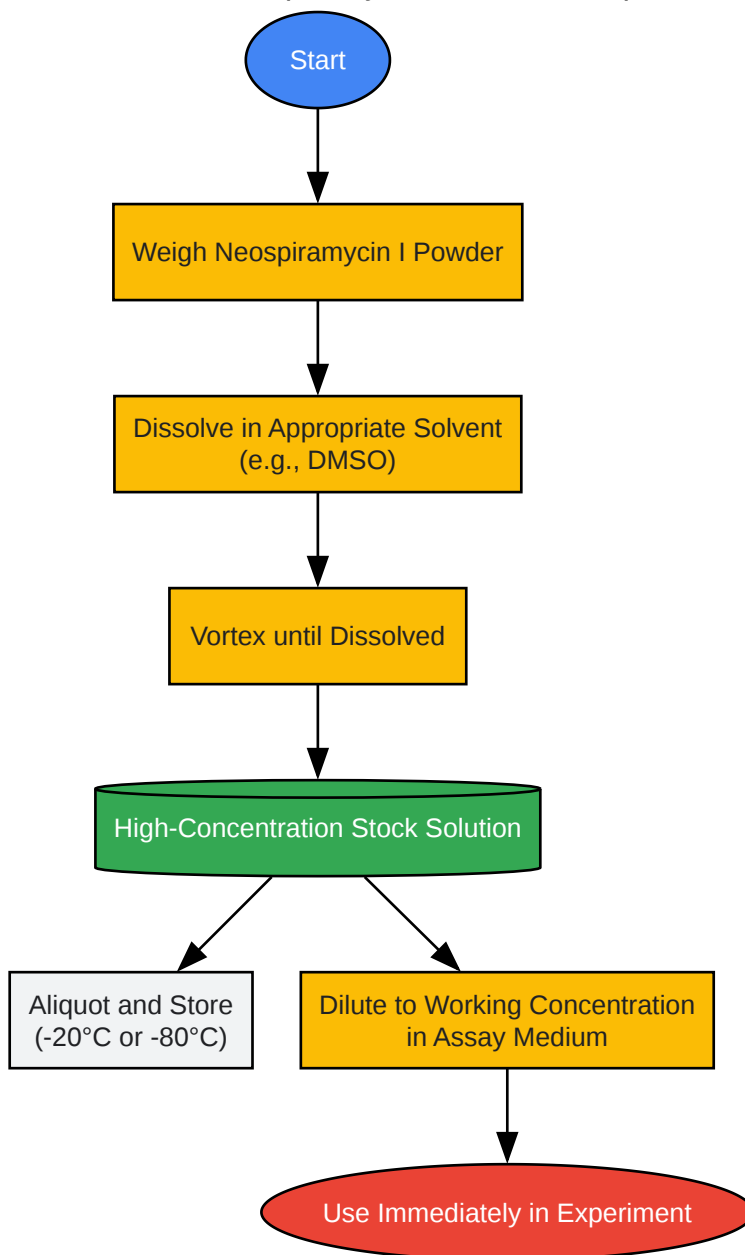 Start
Weigh Neospiramycin I Powder
Dissolve in Appropriate Solvent
(e.g., DMSO)
Vortex until Dissolved
High-Concentration Stock Solution
Aliquot and Store
(-20°C or -80°C)
Dilute to Working Concentration
in Assay Medium
Use Immediately in Experiment